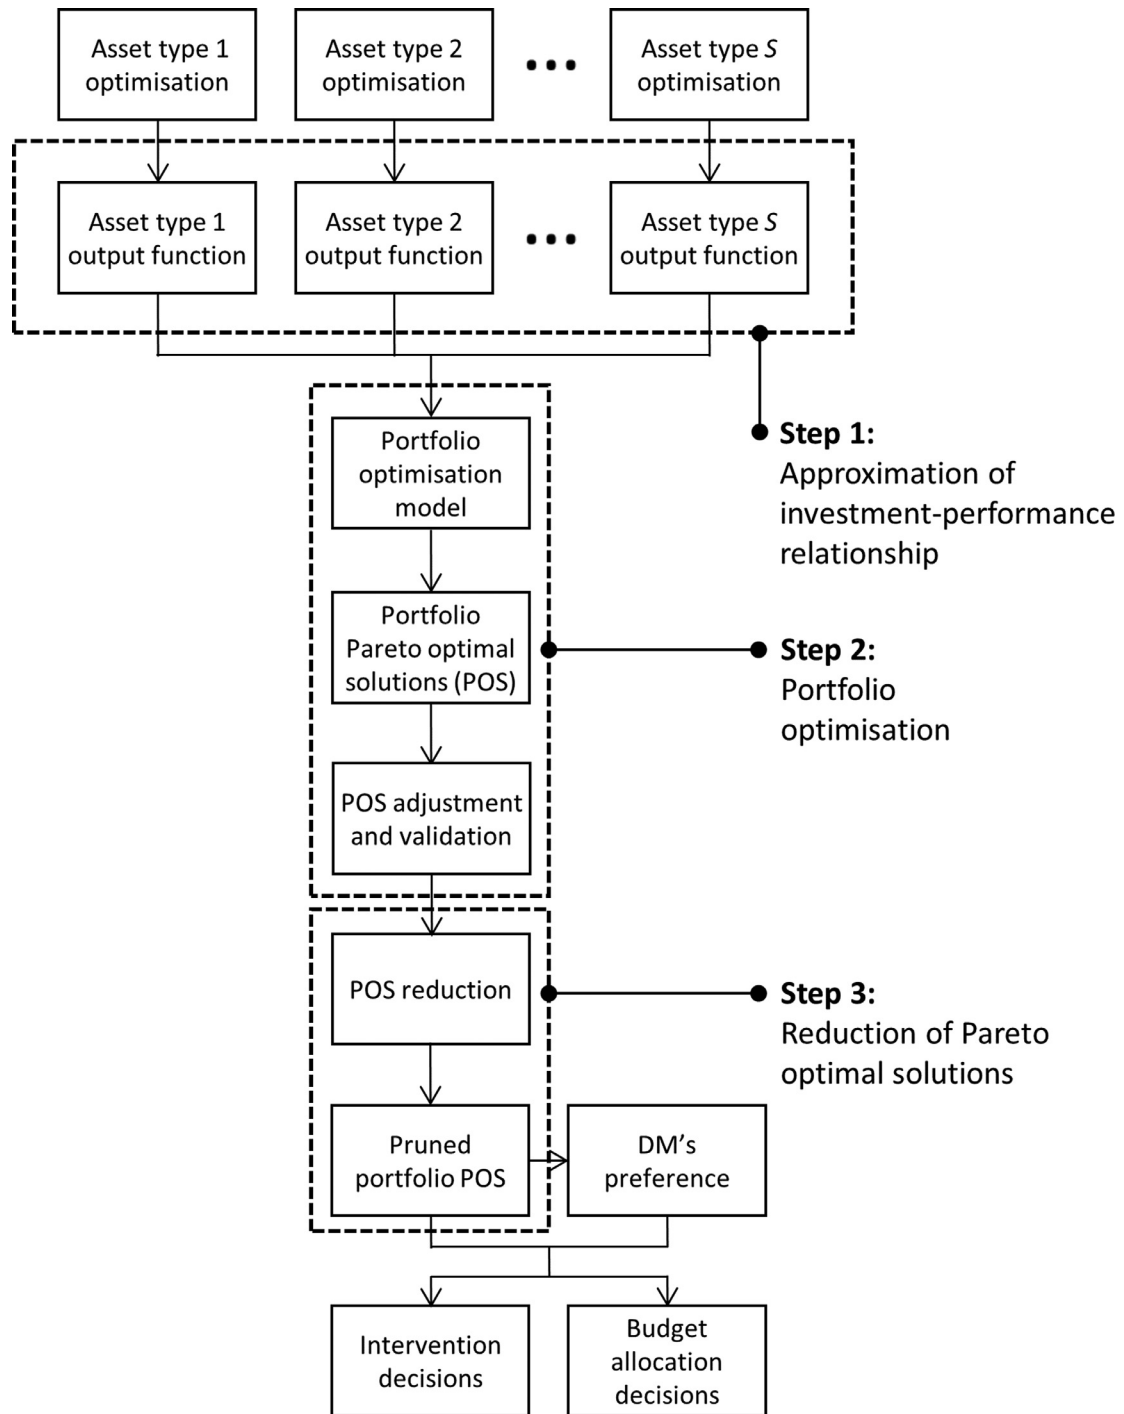 Asset type 1
optimisation
Asset type 2
optimisation
Asset type S
optimisation
Asset type 1
output function
Asset type 2
output function
Asset type S
output function
Step 1:
Approximation of
investment-performance
relationship
Portfolio
optimisation
model
Portfolio
Pareto optimal
solutions (POS)
Step 2:
Portfolio
optimisation
POS adjustment
and validation
POS reduction
Step 3:
Reduction of Pareto
optimal solutions
Pruned
portfolio POS
DM's
preference
Intervention
decisions
Budget
allocation
decisions